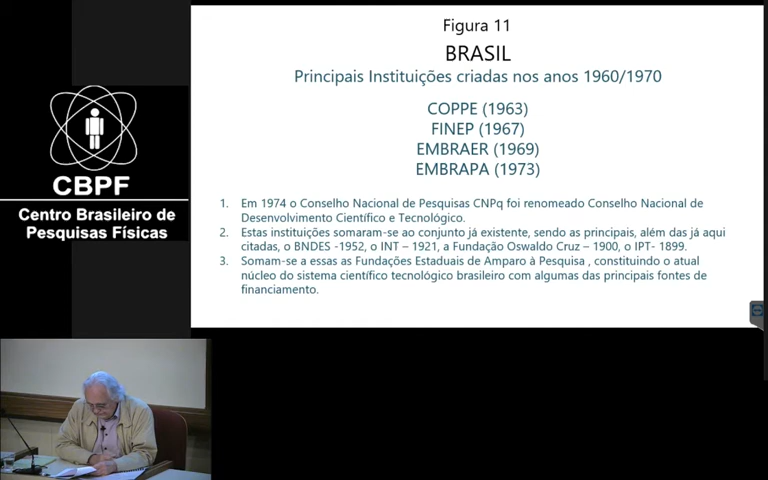 CBPF
Centro Brasileiro de
Pesquisas Físicas
Figura 11
BRASIL
Principais Instituições criadas nos anos 1960/1970
COPPE (1963)
FINEP (1967)
EMBRAER (1969)
EMBRAPA (1973)
1. Em 1974 o Conselho Nacional de Pesquisas CNPq foi renomeado Conselho Nacional de
Desenvolvimento Científico e Tecnológico.
2. Estas instituições somaram-se ao conjunto já existente, sendo as principais, além das já aqui
citadas, o BNDES -1952, o INT – 1921, a Fundação Oswaldo Cruz – 1900, o IPT- 1899.
3. Somam-se a essas as Fundações Estaduais de Amparo à Pesquisa , constituindo o atual
núcleo do sistema científico tecnológico brasileiro com algumas das principais fontes de
financiamento.